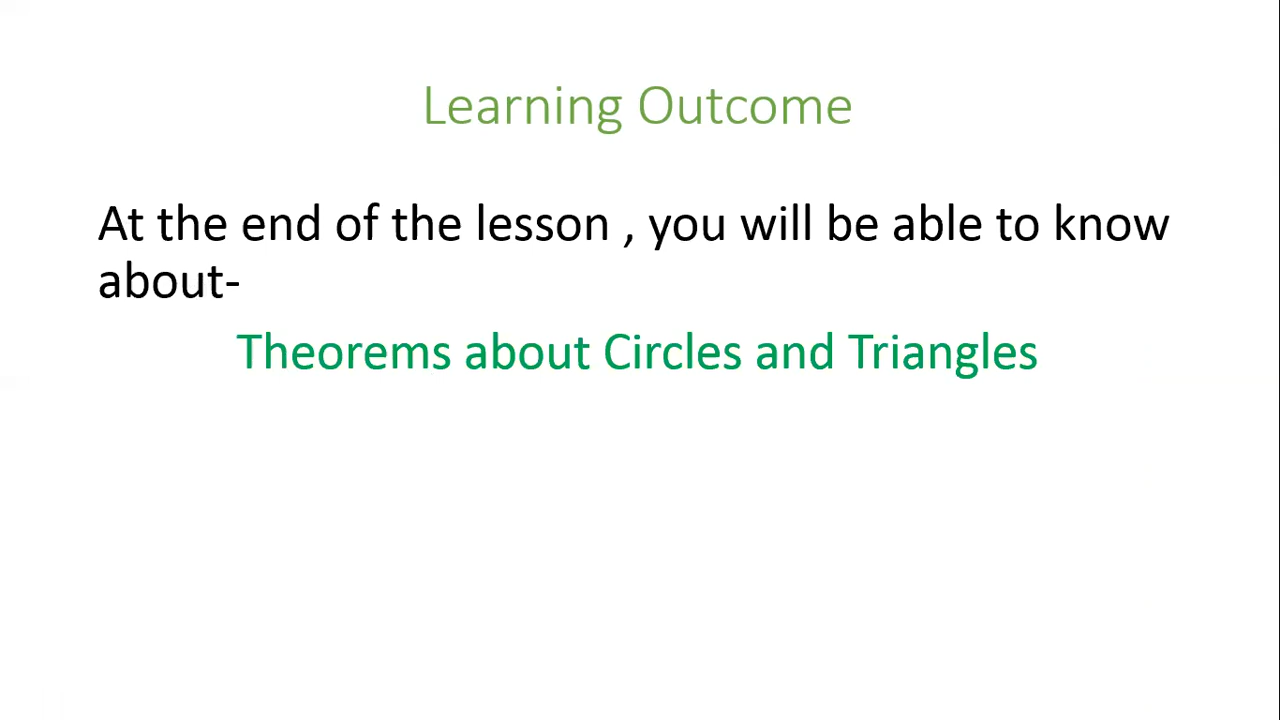 Learning Outcome
At the end of the lesson , you will be able to know
about-
Theorems about Circles and Triangles